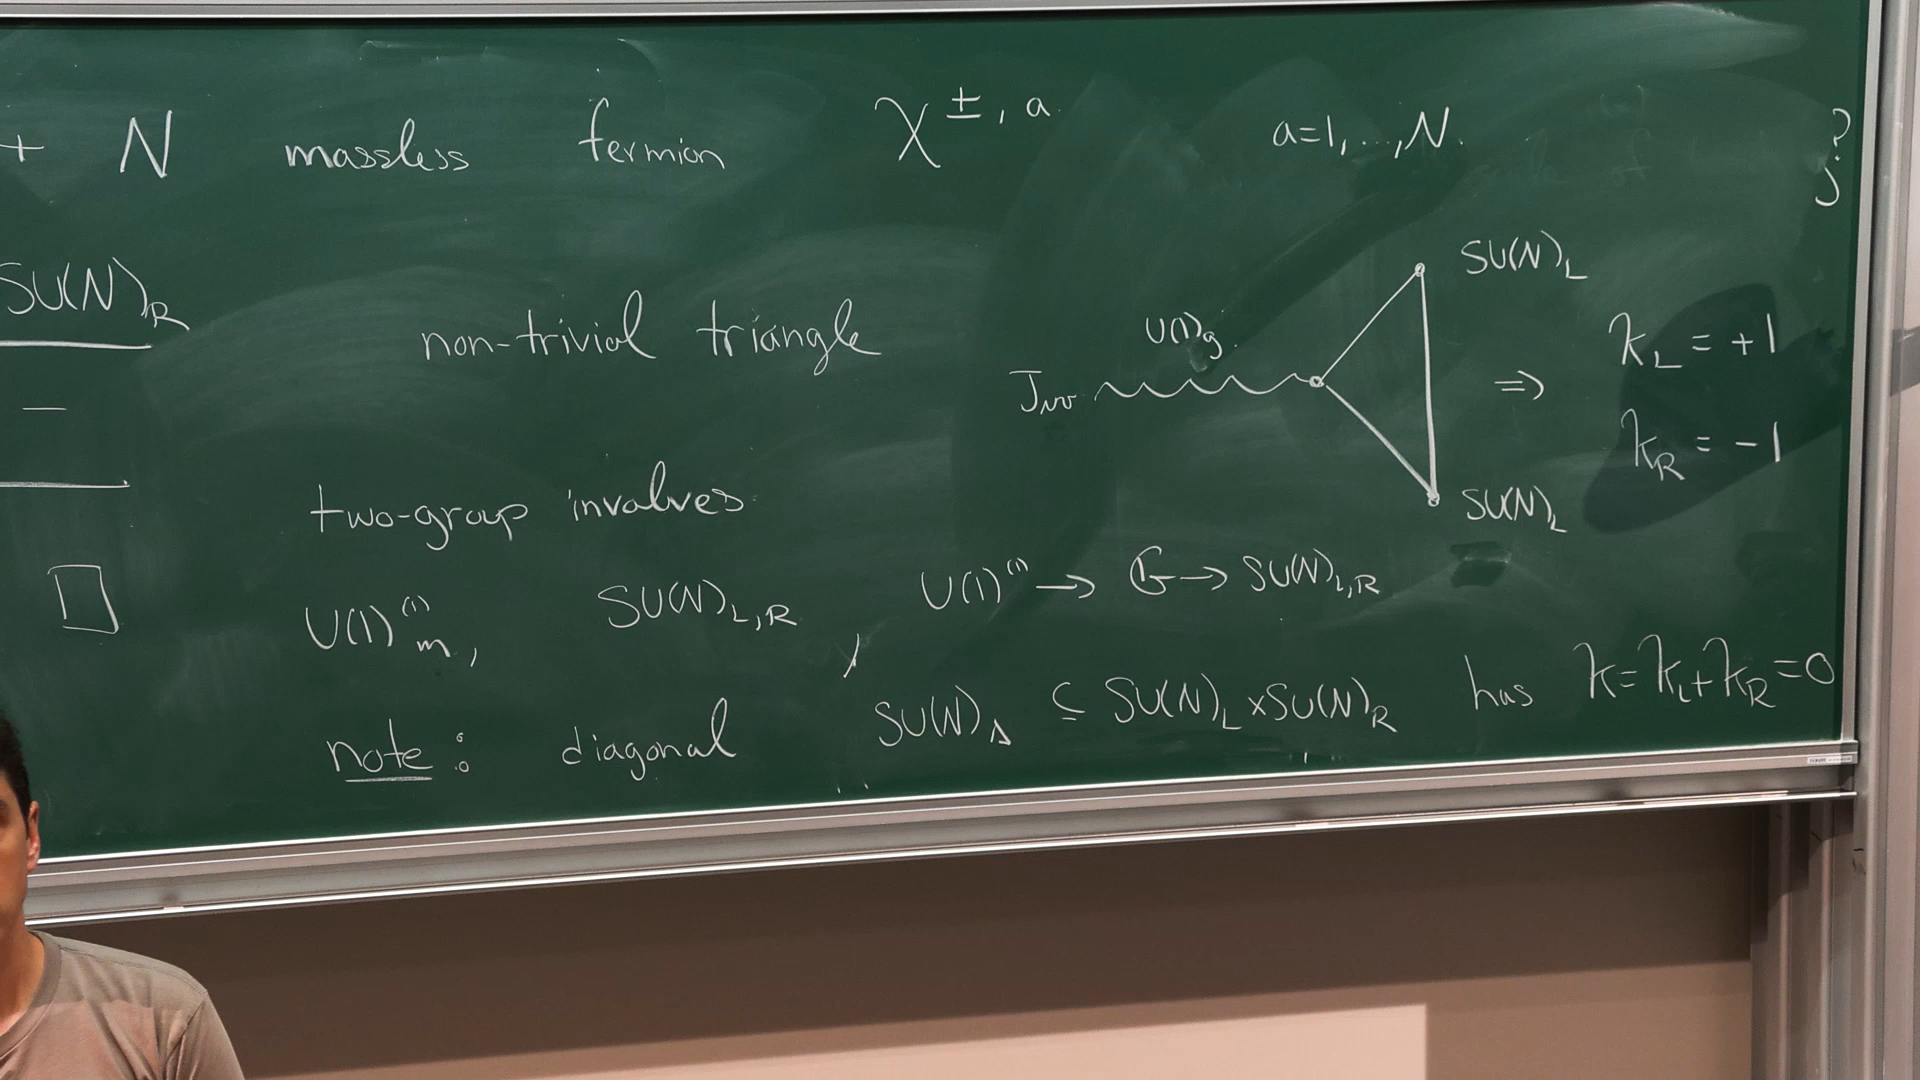 + N massless fermion χ^{±, a} a=1,...,N.
SU(N)_R
non-trivial triangle
U(1)_g.
SU(N)_L
SU(N)_L
⇒ k_L = +1
k_R = -1
—
two-group involves
U(1)^{(1)}_m, SU(N)_{L,R}, U(1)^{(1)} → G → SU(N)_{L,R}
□
note: diagonal SU(N)_Δ ⊆ SU(N)_L × SU(N)_R has k=k_L+k_R=0